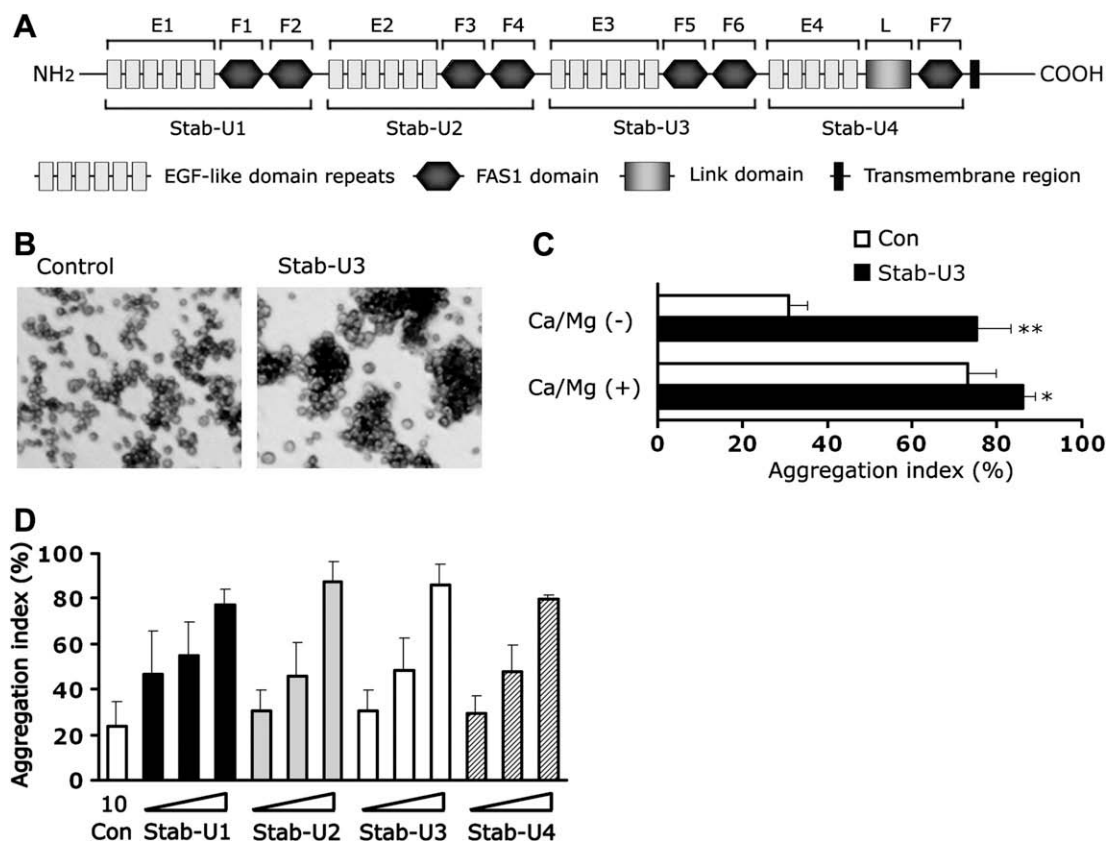 A
E1 F1 F2 E2 F3 F4 E3 F5 F6 E4 L F7
NH2 COOH
Stab-U1 Stab-U2 Stab-U3 Stab-U4
EGF-like domain repeats FAS1 domain Link domain Transmembrane region
B
Control Stab-U3
C
Con
Stab-U3
Ca/Mg (-)
**
Ca/Mg (+)
*
0 20 40 60 80 100
Aggregation index (%)
D
Aggregation index (%)
100
80
60
40
20
0
10
Con Stab-U1 Stab-U2 Stab-U3 Stab-U4